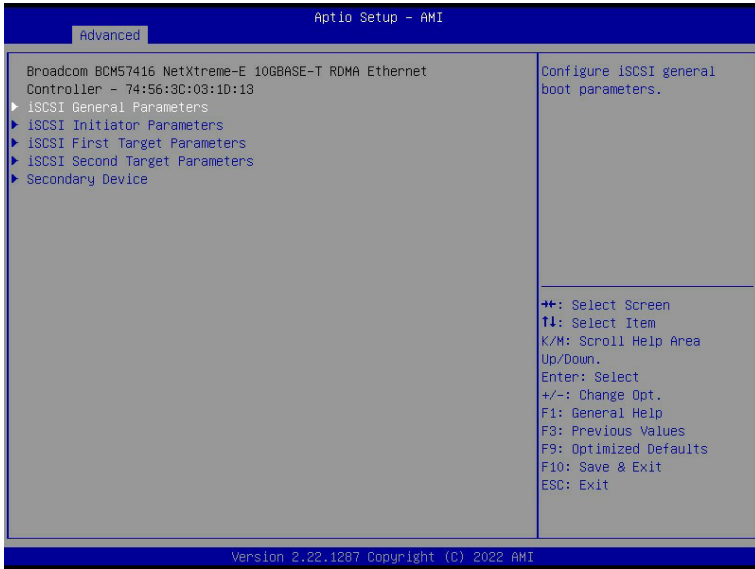 Aptio Setup - AMI
Advanced
Broadcom BCM57416 NetXtreme-E 10GBASE-T RDMA Ethernet
Controller - 74:56:3C:03:1D:13
▶ iSCSI General Parameters
▶ iSCSI Initiator Parameters
▶ iSCSI First Target Parameters
▶ iSCSI Second Target Parameters
▶ Secondary Device
Configure iSCSI general
boot parameters.
→←: Select Screen
↑↓: Select Item
K/M: Scroll Help Area
Up/Down.
Enter: Select
+/-: Change Opt.
F1: General Help
F3: Previous Values
F9: Optimized Defaults
F10: Save & Exit
ESC: Exit
Version 2.22.1287 Copyright (C) 2022 AMI